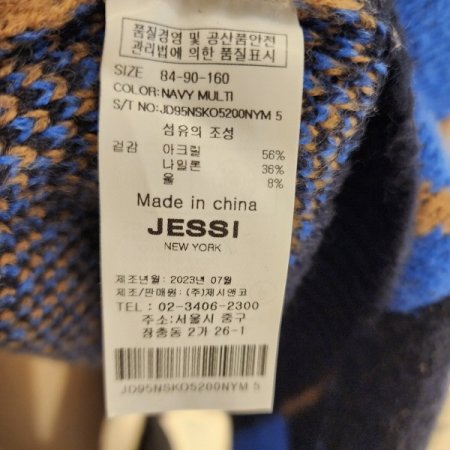 품질경영 및 공산품안전
관리법에 의한 품질표시
SIZE 84-90-160
COLOR:NAVY MULTI
S/T NO:JD95NSKO5200NYM 5
섬유의 조성
겉감 아크릴 56%
나일론 36%
울 8%
Made in china
JESSI
NEW YORK
제조년월: 2023년 07월
제조/판매원: (주)제시앤코
TEL: 02-3406-2300
주소:서울시 중구
장충동 2가 26-1
JD95NSKO5200NYM 5